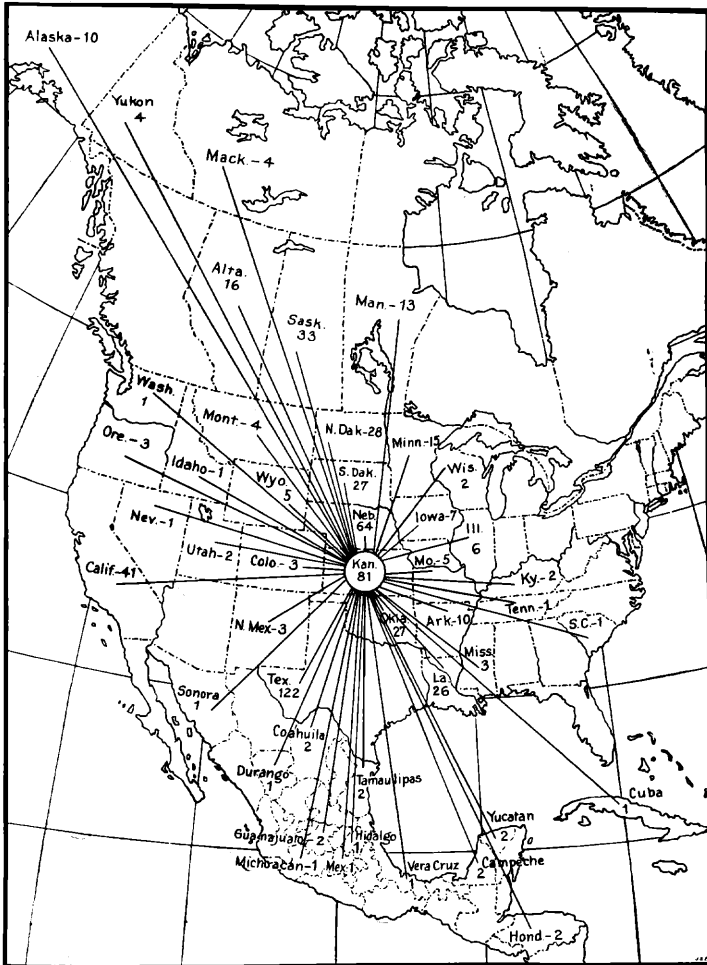 Alaska-10
Yukon
4
Mack.-4
Alta.
16
Sask.
33
Man.-13
Wash.
1
Mont.-4
N. Dak-28
Minn-15
Ore.-3
Idaho-1
Wyo.
5
S. Dak.
27
Wis.
2
Nev.-1
Neb.
64
Iowa-7
Ill.
6
Utah-2
Colo-3
Kan.
81
Mo-5
Calif.-41
Ky-2
Tenn.-1
N. Mex-3
Okla
27
Ark-10
S.C.-1
Miss.
3
Sonora
1
Tex.
122
La.
26
Coahuila
2
Durango
1
Tamaulipas
2
Cuba
1
Yucatan
2
Guanajuato-2
Hidalgo
1
Michoacan-1
Mex-1
Vera Cruz
1
Campeche
2
Hond-2